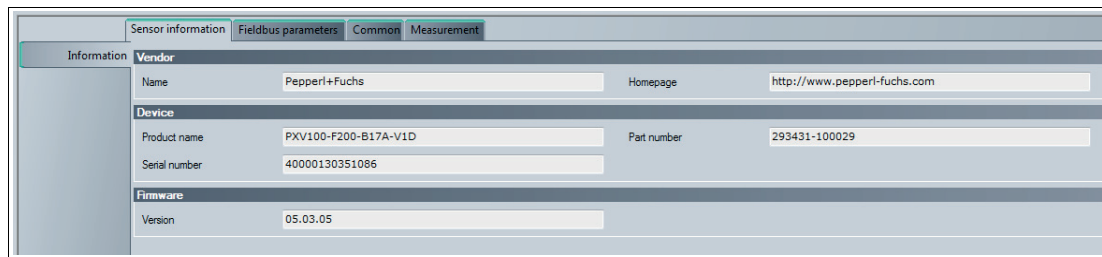 Sensor information Fieldbus parameters Common Measurement
Information Vendor
Name Pepperl+Fuchs Homepage http://www.pepperl-fuchs.com
Device
Product name PXV100-F200-B17A-V1D Part number 293431-100029
Serial number 40000130351086
Firmware
Version 05.03.05